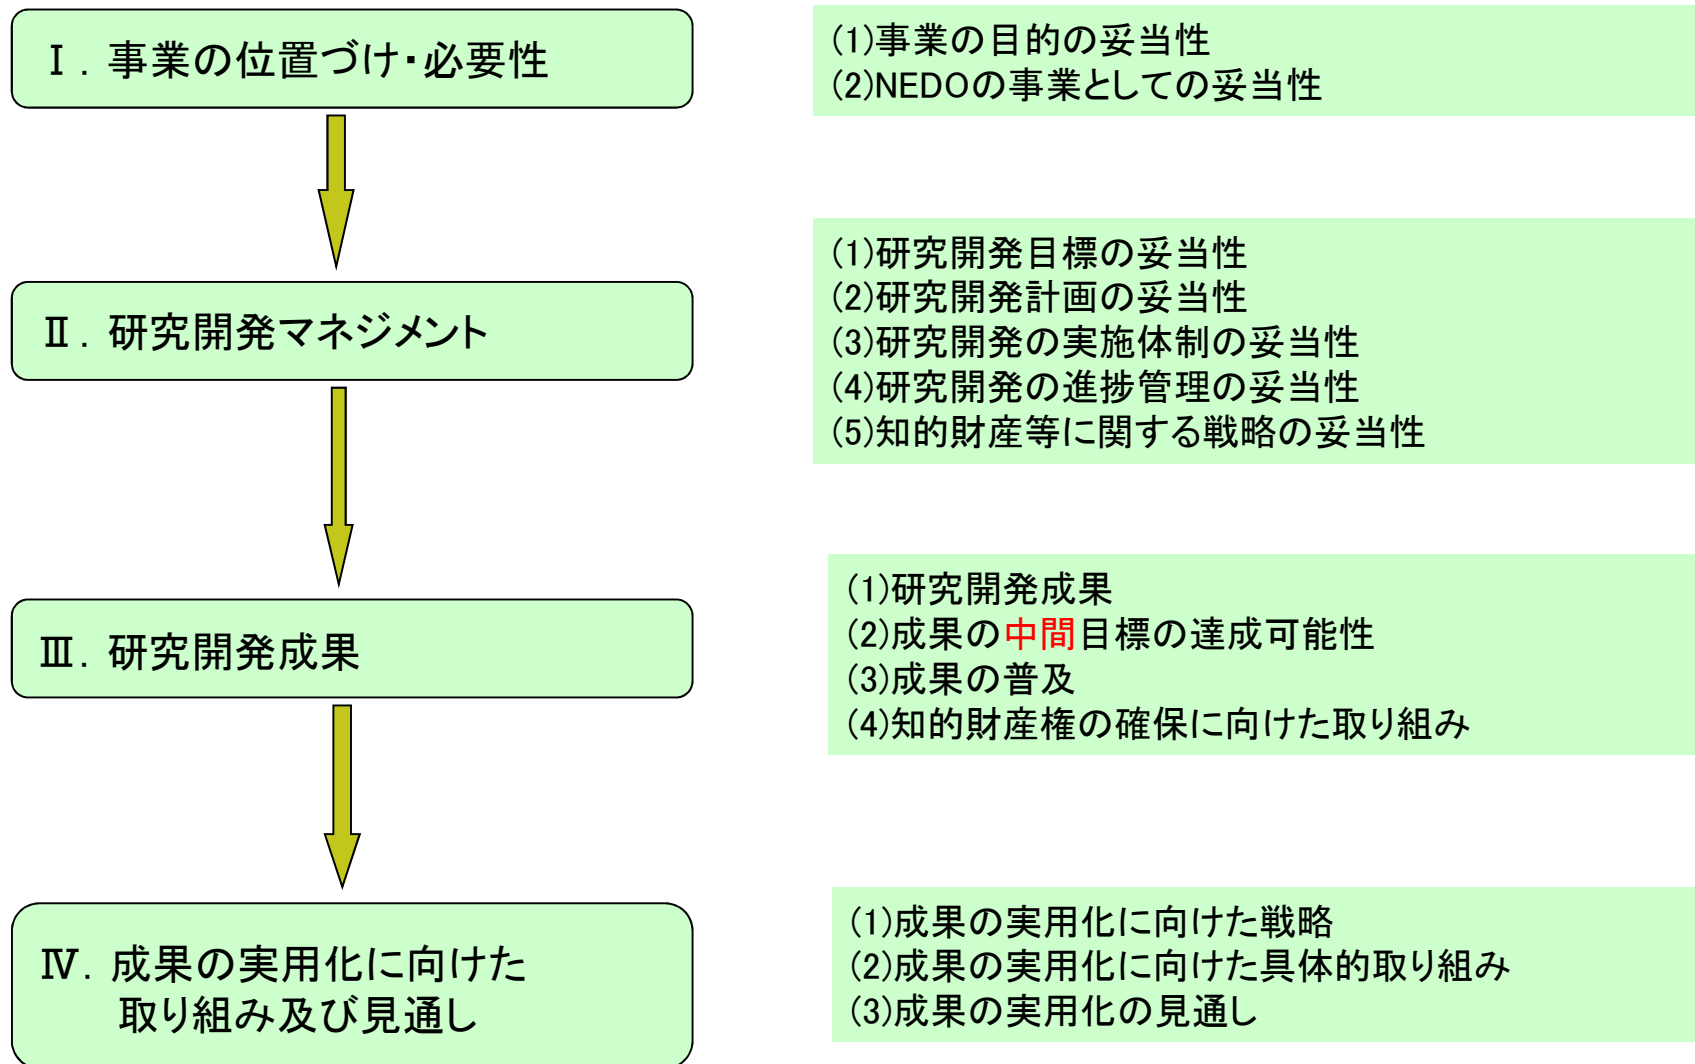 Ⅰ. 事業の位置づけ・必要性
(1)事業の目的の妥当性
(2)NEDOの事業としての妥当性
Ⅱ. 研究開発マネジメント
(1)研究開発目標の妥当性
(2)研究開発計画の妥当性
(3)研究開発の実施体制の妥当性
(4)研究開発の進捗管理の妥当性
(5)知的財産等に関する戦略の妥当性
Ⅲ. 研究開発成果
(1)研究開発成果
(2)成果の中間目標の達成可能性
(3)成果の普及
(4)知的財産権の確保に向けた取り組み
Ⅳ. 成果の実用化に向けた
取り組み及び見通し
(1)成果の実用化に向けた戦略
(2)成果の実用化に向けた具体的取り組み
(3)成果の実用化の見通し